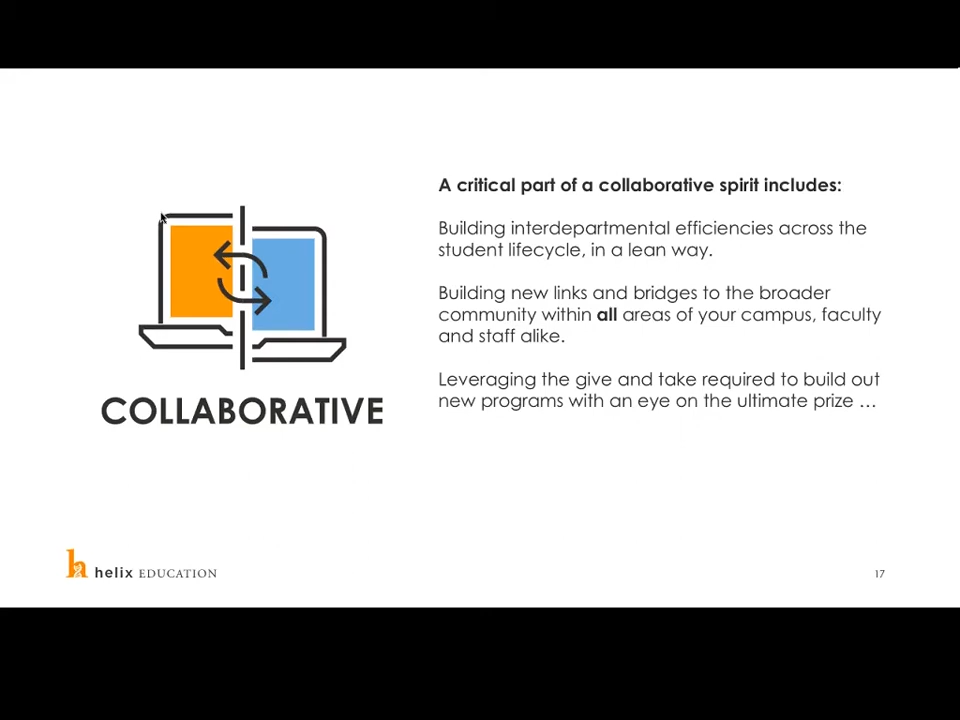 A critical part of a collaborative spirit includes:
Building interdepartmental efficiencies across the
student lifecycle, in a lean way.
Building new links and bridges to the broader
community within all areas of your campus, faculty
and staff alike.
Leveraging the give and take required to build out
new programs with an eye on the ultimate prize …
COLLABORATIVE
helix EDUCATION
17